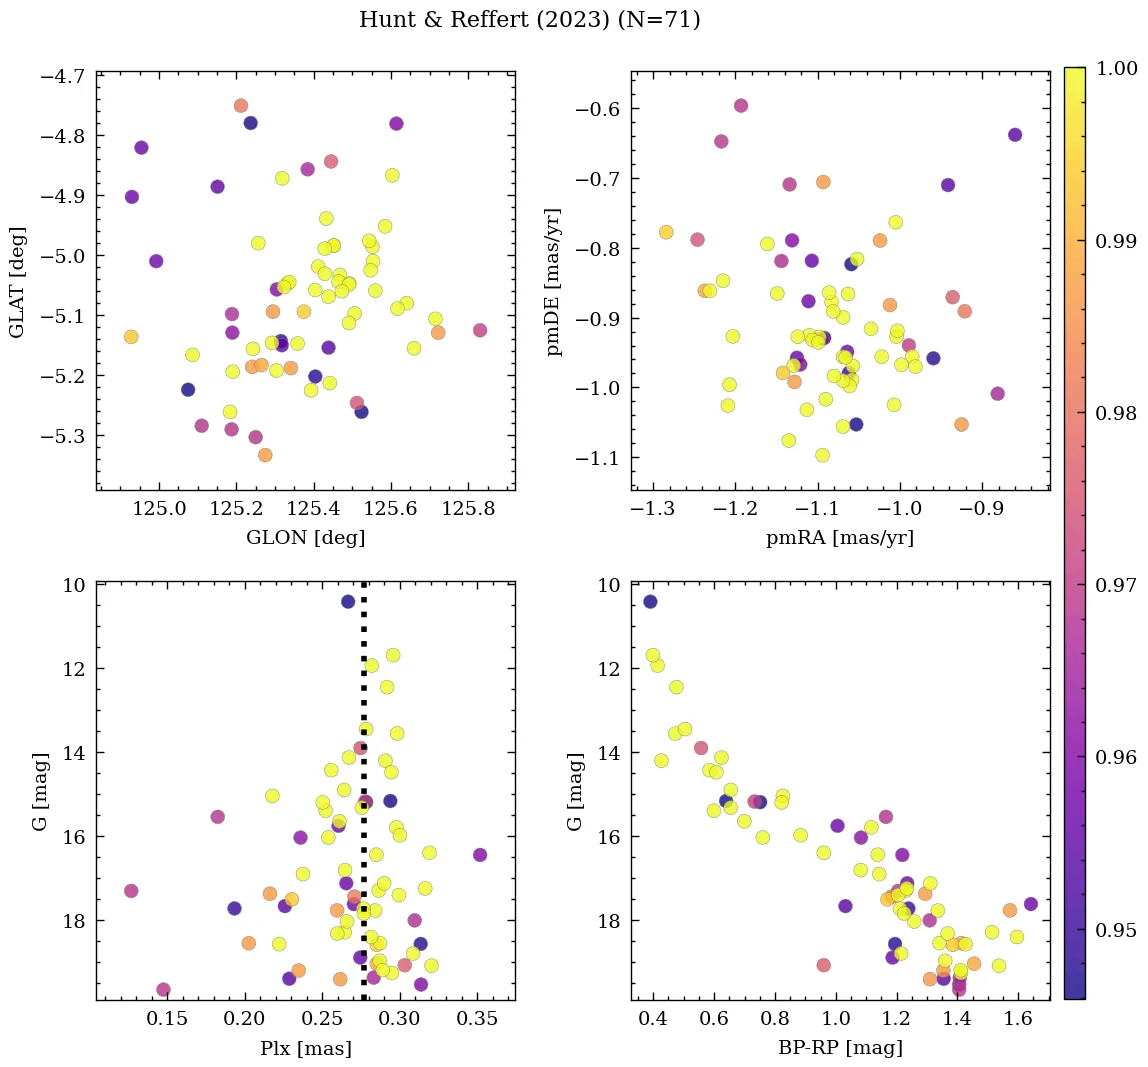 Hunt & Reffert (2023) (N=71)
−4.7
−4.8
−4.9
−5.0
−5.1
−5.2
−5.3
GLAT [deg]
125.0 125.2 125.4 125.6 125.8
GLON [deg]
−0.6
−0.7
−0.8
−0.9
−1.0
−1.1
pmDE [mas/yr]
−1.3 −1.2 −1.1 −1.0 −0.9
pmRA [mas/yr]
1.00
0.99
0.98
0.97
0.96
0.95
10
12
14
16
18
G [mag]
0.15 0.20 0.25 0.30 0.35
Plx [mas]
10
12
14
16
18
G [mag]
0.4 0.6 0.8 1.0 1.2 1.4 1.6
BP-RP [mag]